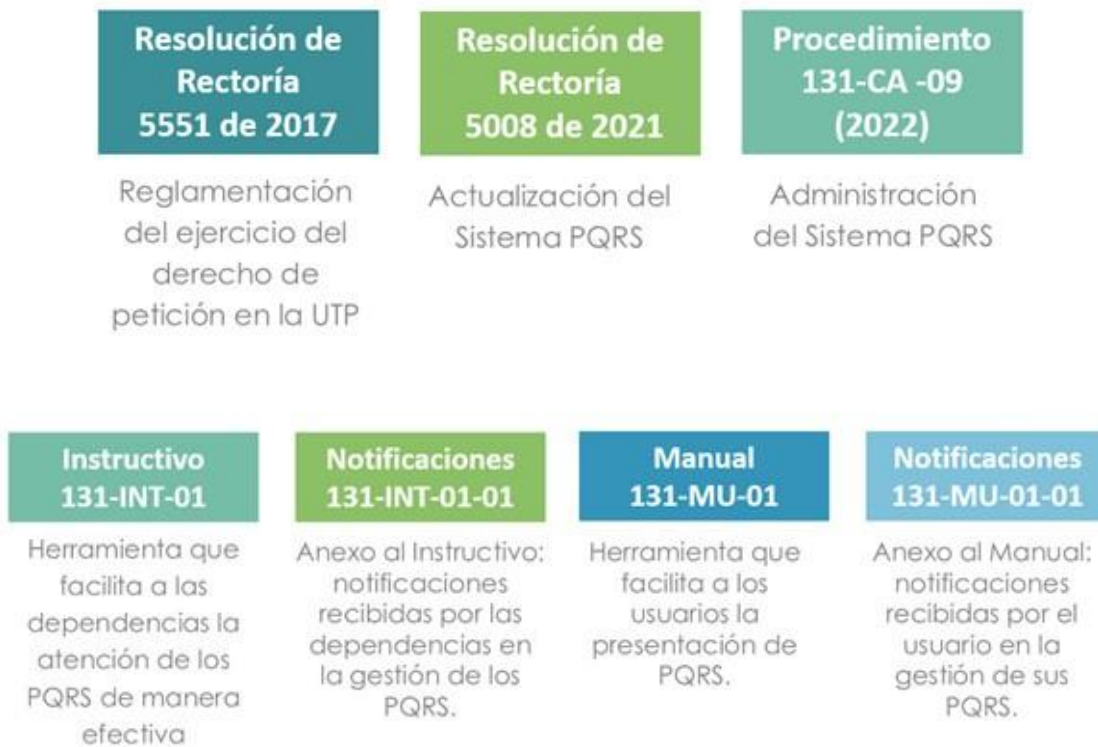 Resolución de
Rectoría
5551 de 2017
Reglamentación
del ejercicio del
derecho de
petición en la UTP
Resolución de
Rectoría
5008 de 2021
Actualización del
Sistema PQRS
Procedimiento
131-CA -09
(2022)
Administración
del Sistema PQRS
Instructivo
131-INT-01
Herramienta que
facilita a las
dependencias la
atención de los
PQRS de manera
efectiva
Notificaciones
131-INT-01-01
Anexo al Instructivo:
notificaciones
recibidas por las
dependencias en
la gestión de los
PQRS.
Manual
131-MU-01
Herramienta que
facilita a los
usuarios la
presentación de
PQRS.
Notificaciones
131-MU-01-01
Anexo al Manual:
notificaciones
recibidas por el
usuario en la
gestión de sus
PQRS.